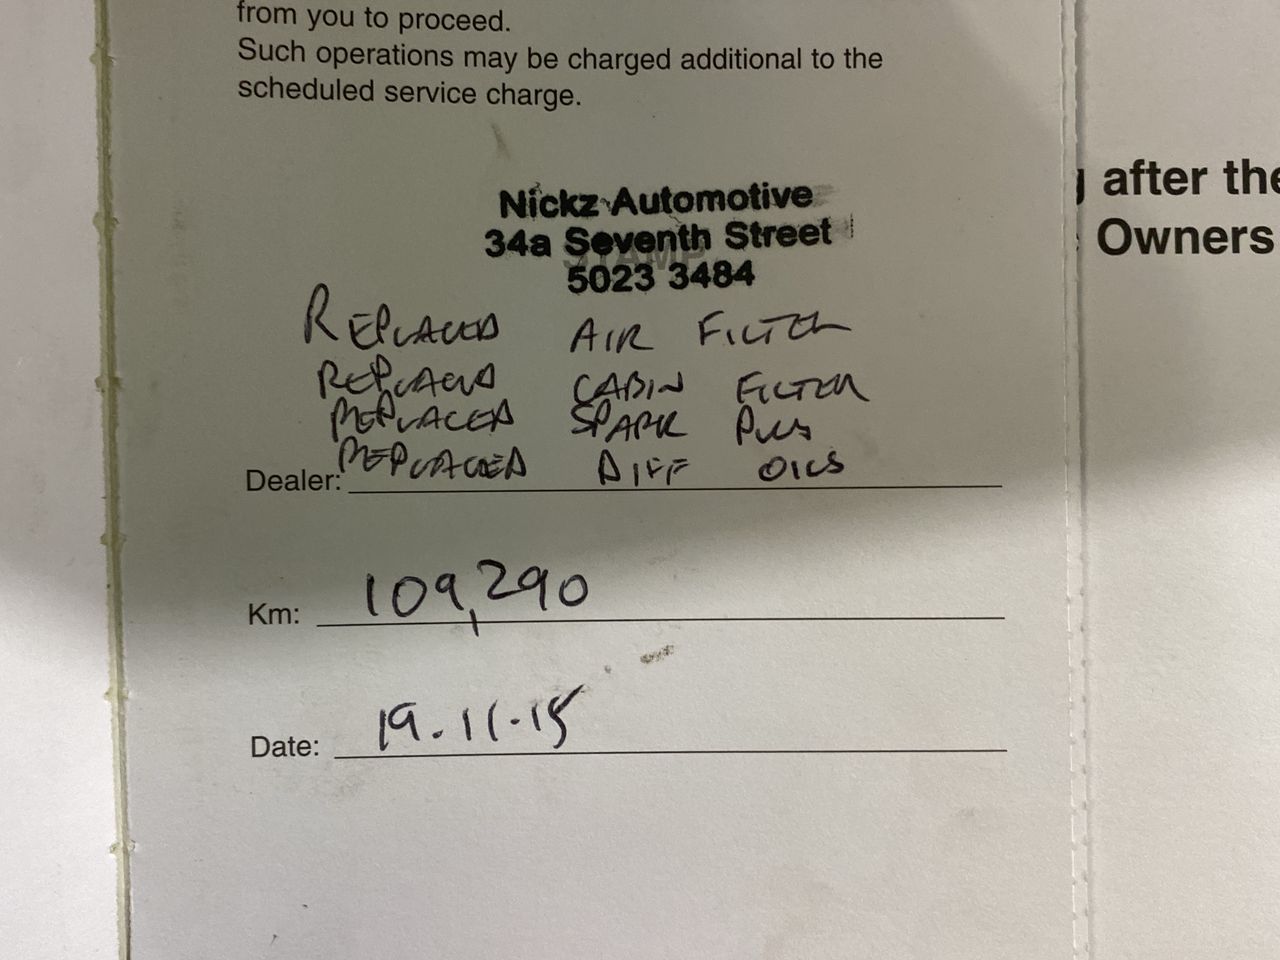 from you to proceed.
Such operations may be charged additional to the
scheduled service charge.
Nickz Automotive
34a Seventh Street
STAMP
5023 3484
REPLACED AIR FILTER
REPLACED CABIN FILTER
REPLACED SPARK PLUGS
REPLACED DIFF OILS
Dealer:
Km: 109,290
Date: 19.11.15
after the
Owners